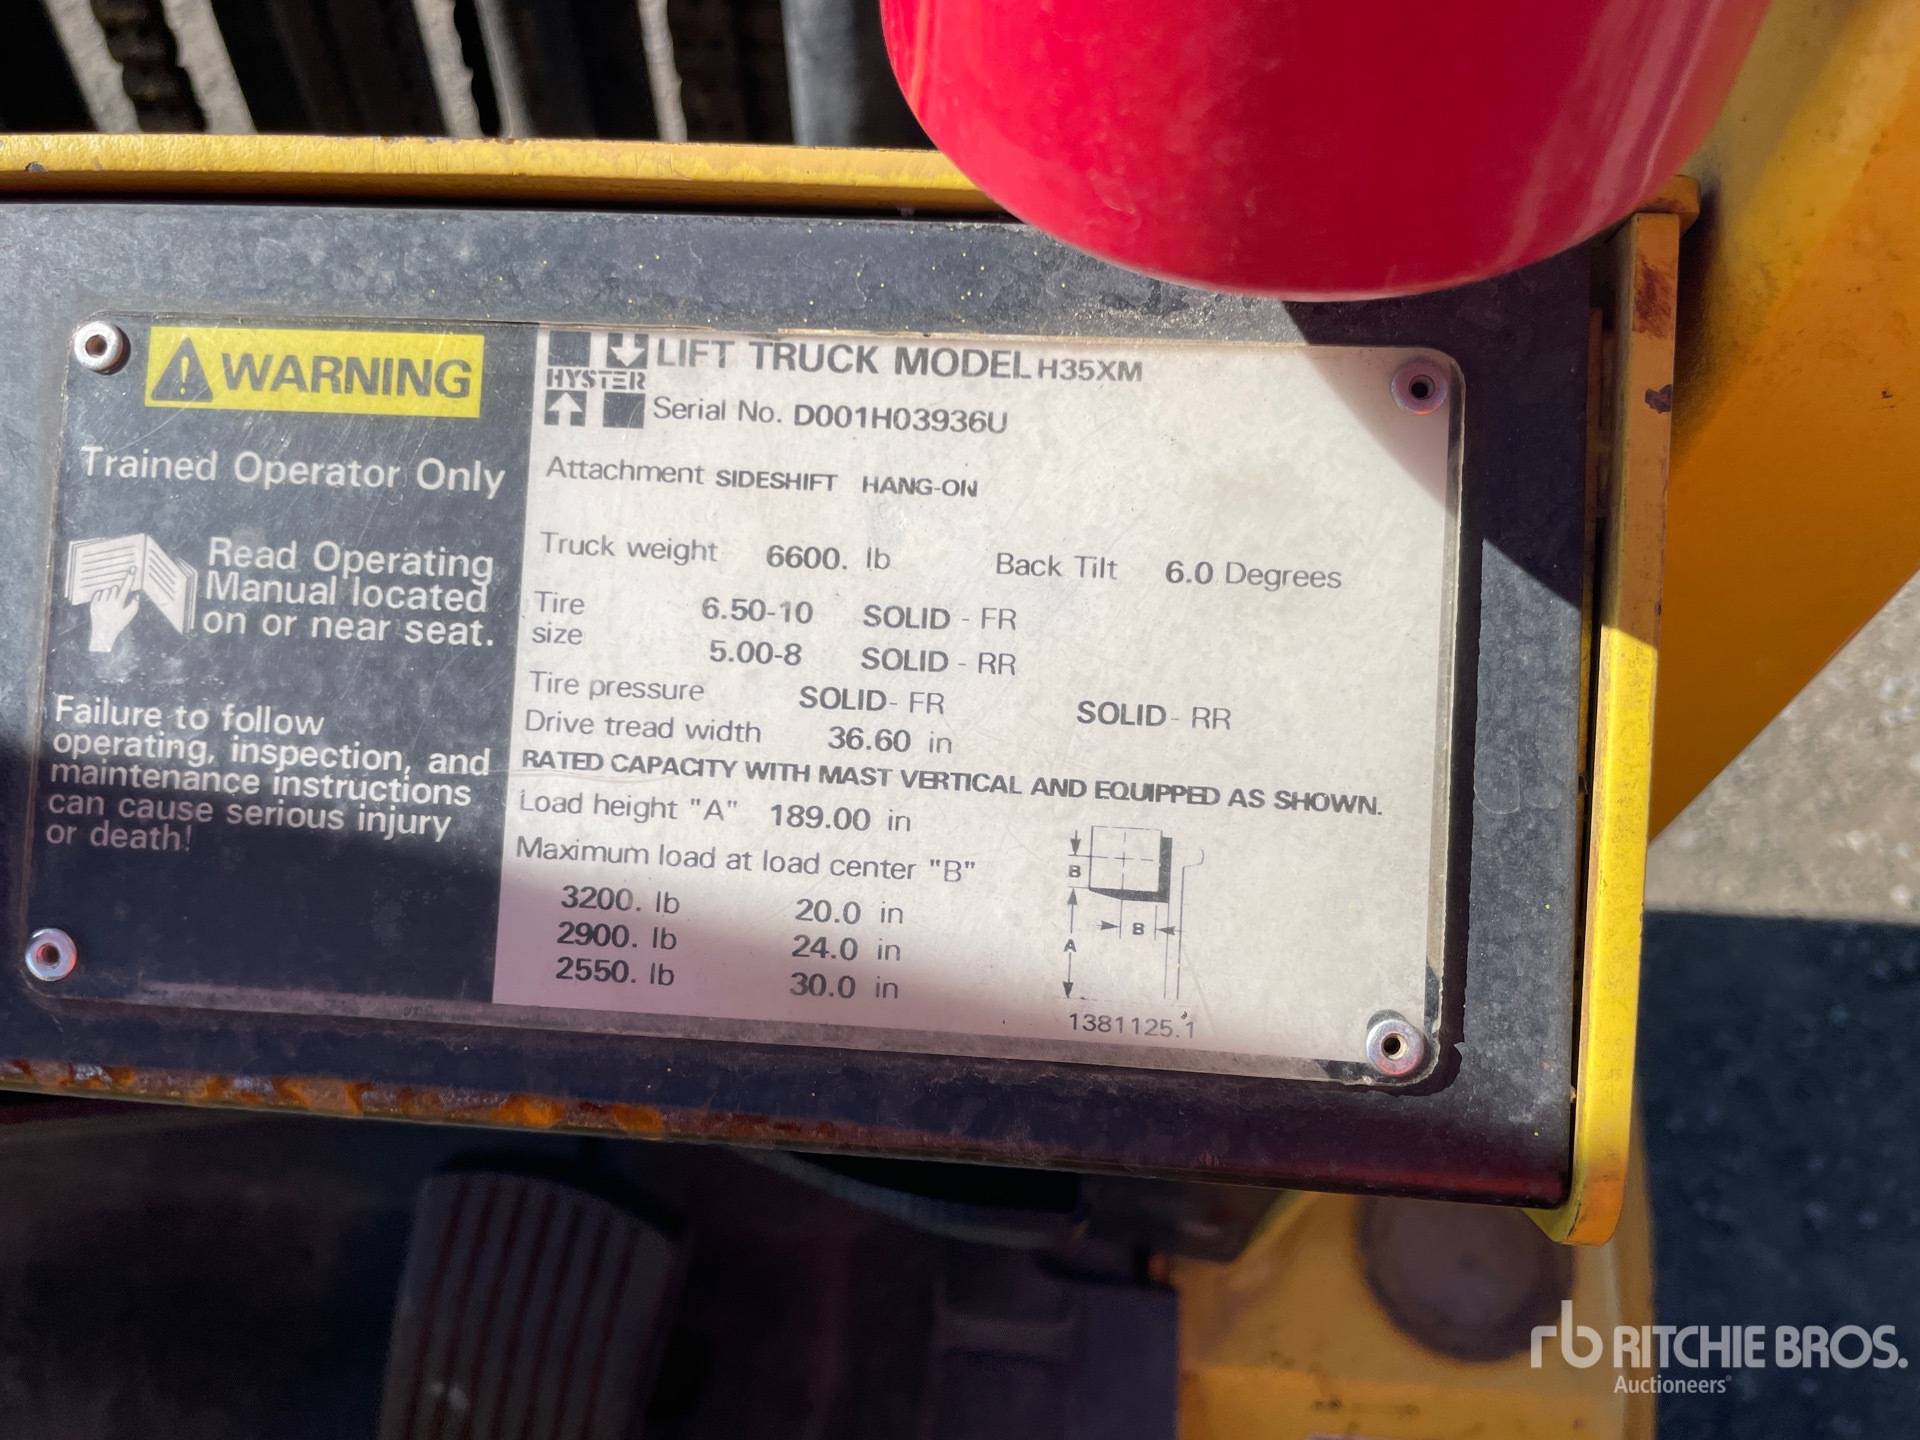 WARNING
Trained Operator Only
Read Operating
Manual located
on or near seat.
Failure to follow
operating, inspection, and
maintenance instructions
can cause serious injury
or death!
HYSTER
LIFT TRUCK MODEL H35XM
Serial No. D001H03936U
Attachment SIDESHIFT HANG-ON
Truck weight 6600. lb Back Tilt 6.0 Degrees
Tire size
6.50-10 SOLID - FR
5.00-8 SOLID - RR
Tire pressure SOLID- FR SOLID- RR
Drive tread width 36.60 in
RATED CAPACITY WITH MAST VERTICAL AND EQUIPPED AS SHOWN.
Load height "A" 189.00 in
Maximum load at load center "B"
3200. lb 20.0 in
2900. lb 24.0 in
2550. lb 30.0 in
B
B
A
1381125.1
rb RITCHIE BROS.
Auctioneers